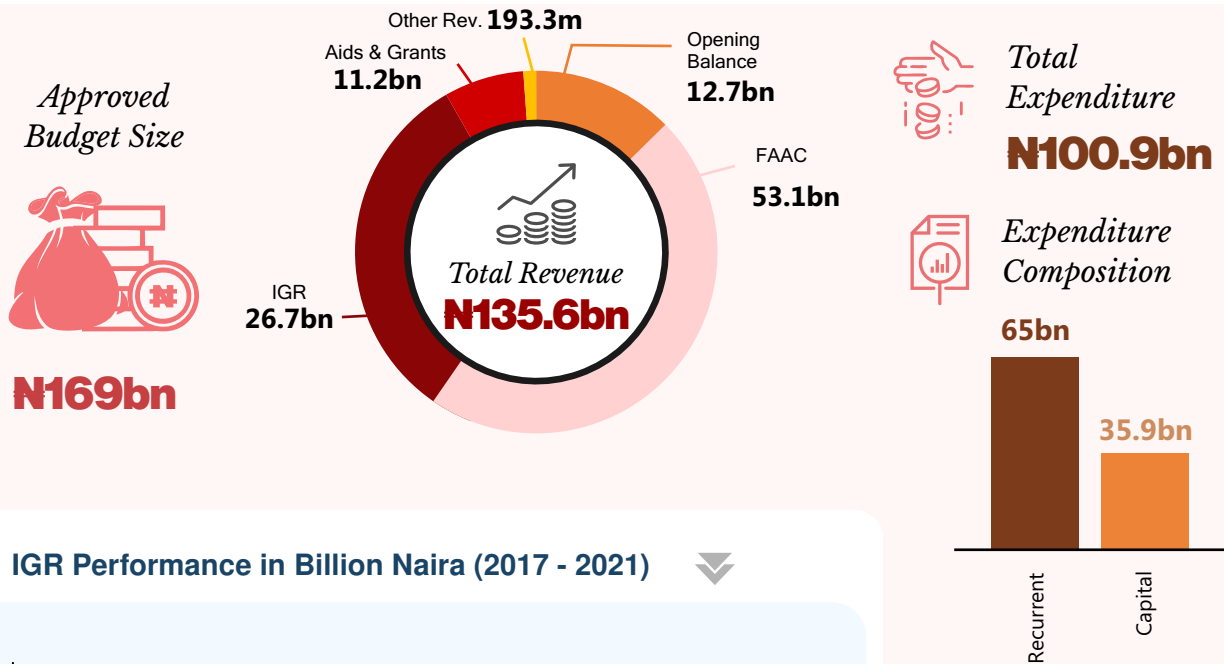 Approved
Budget Size
₦169bn
Other Rev. 193.3m
Aids & Grants
11.2bn
Opening
Balance
12.7bn
FAAC
53.1bn
IGR
26.7bn
Total Revenue
₦135.6bn
₦
Total
Expenditure
₦100.9bn
Expenditure
Composition
65bn
35.9bn
Recurrent
Capital
IGR Performance in Billion Naira (2017 - 2021)